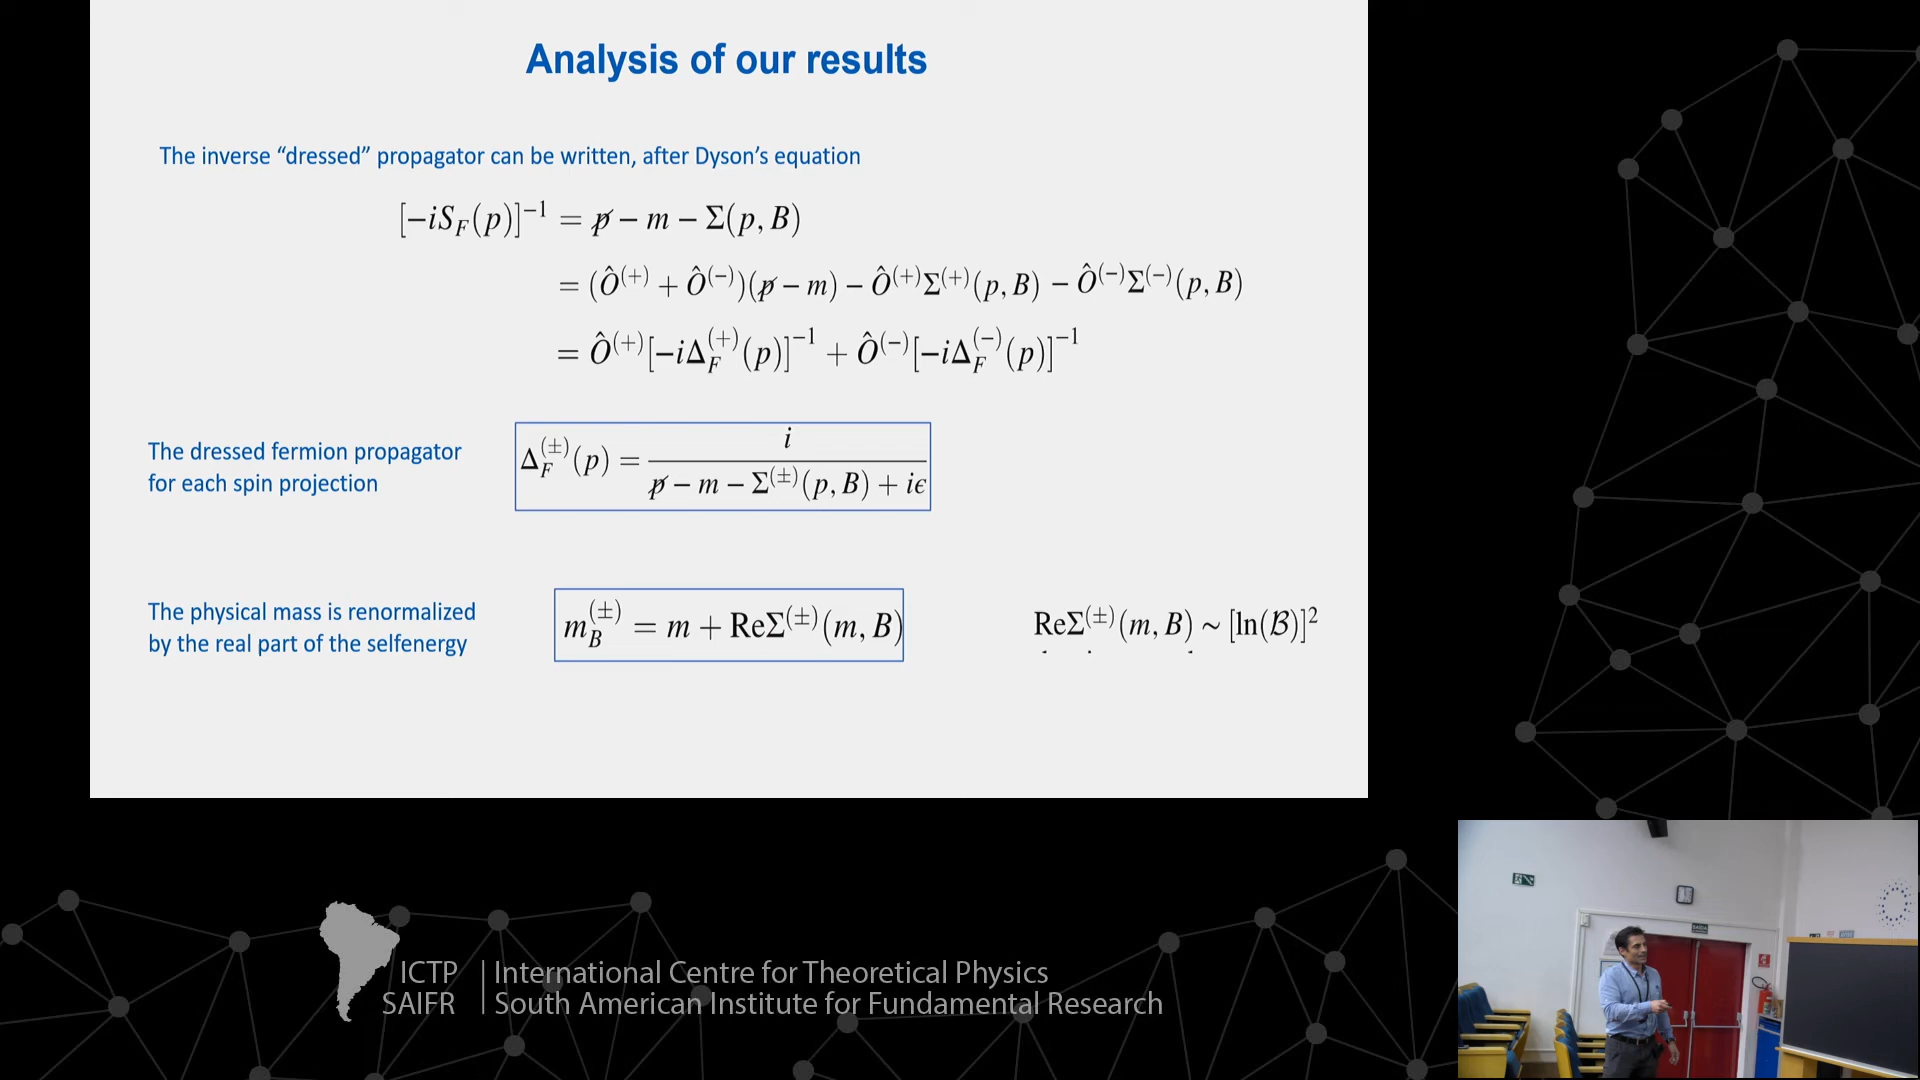 Analysis of our results
The inverse “dressed” propagator can be written, after Dyson’s equation
[−iS_F(p)]^{−1} = p̸ − m − Σ(p, B)
= (Ô^{(+)} + Ô^{(−)})(p̸ − m) − Ô^{(+)}Σ^{(+)}(p, B) − Ô^{(−)}Σ^{(−)}(p, B)
= Ô^{(+)}[−iΔ_F^{(+)}(p)]^{−1} + Ô^{(−)}[−iΔ_F^{(−)}(p)]^{−1}
The dressed fermion propagator
for each spin projection
Δ_F^{(±)}(p) = i / (p̸ − m − Σ^{(±)}(p, B) + iϵ)
The physical mass is renormalized
by the real part of the selfenergy
m_B^{(±)} = m + ReΣ^{(±)}(m, B)
ReΣ^{(±)}(m, B) ~ [ln(ℬ)]^2
ICTP | International Centre for Theoretical Physics
SAIFR | South American Institute for Fundamental Research